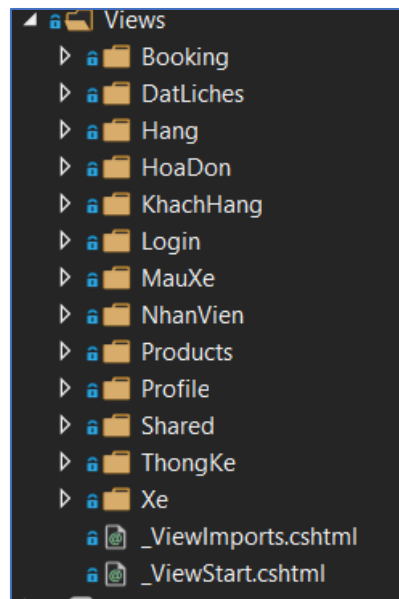 Views
Booking
DatLiches
Hang
HoaDon
KhachHang
Login
MauXe
NhanVien
Products
Profile
Shared
ThongKe
Xe
_ViewImports.cshtml
_ViewStart.cshtml